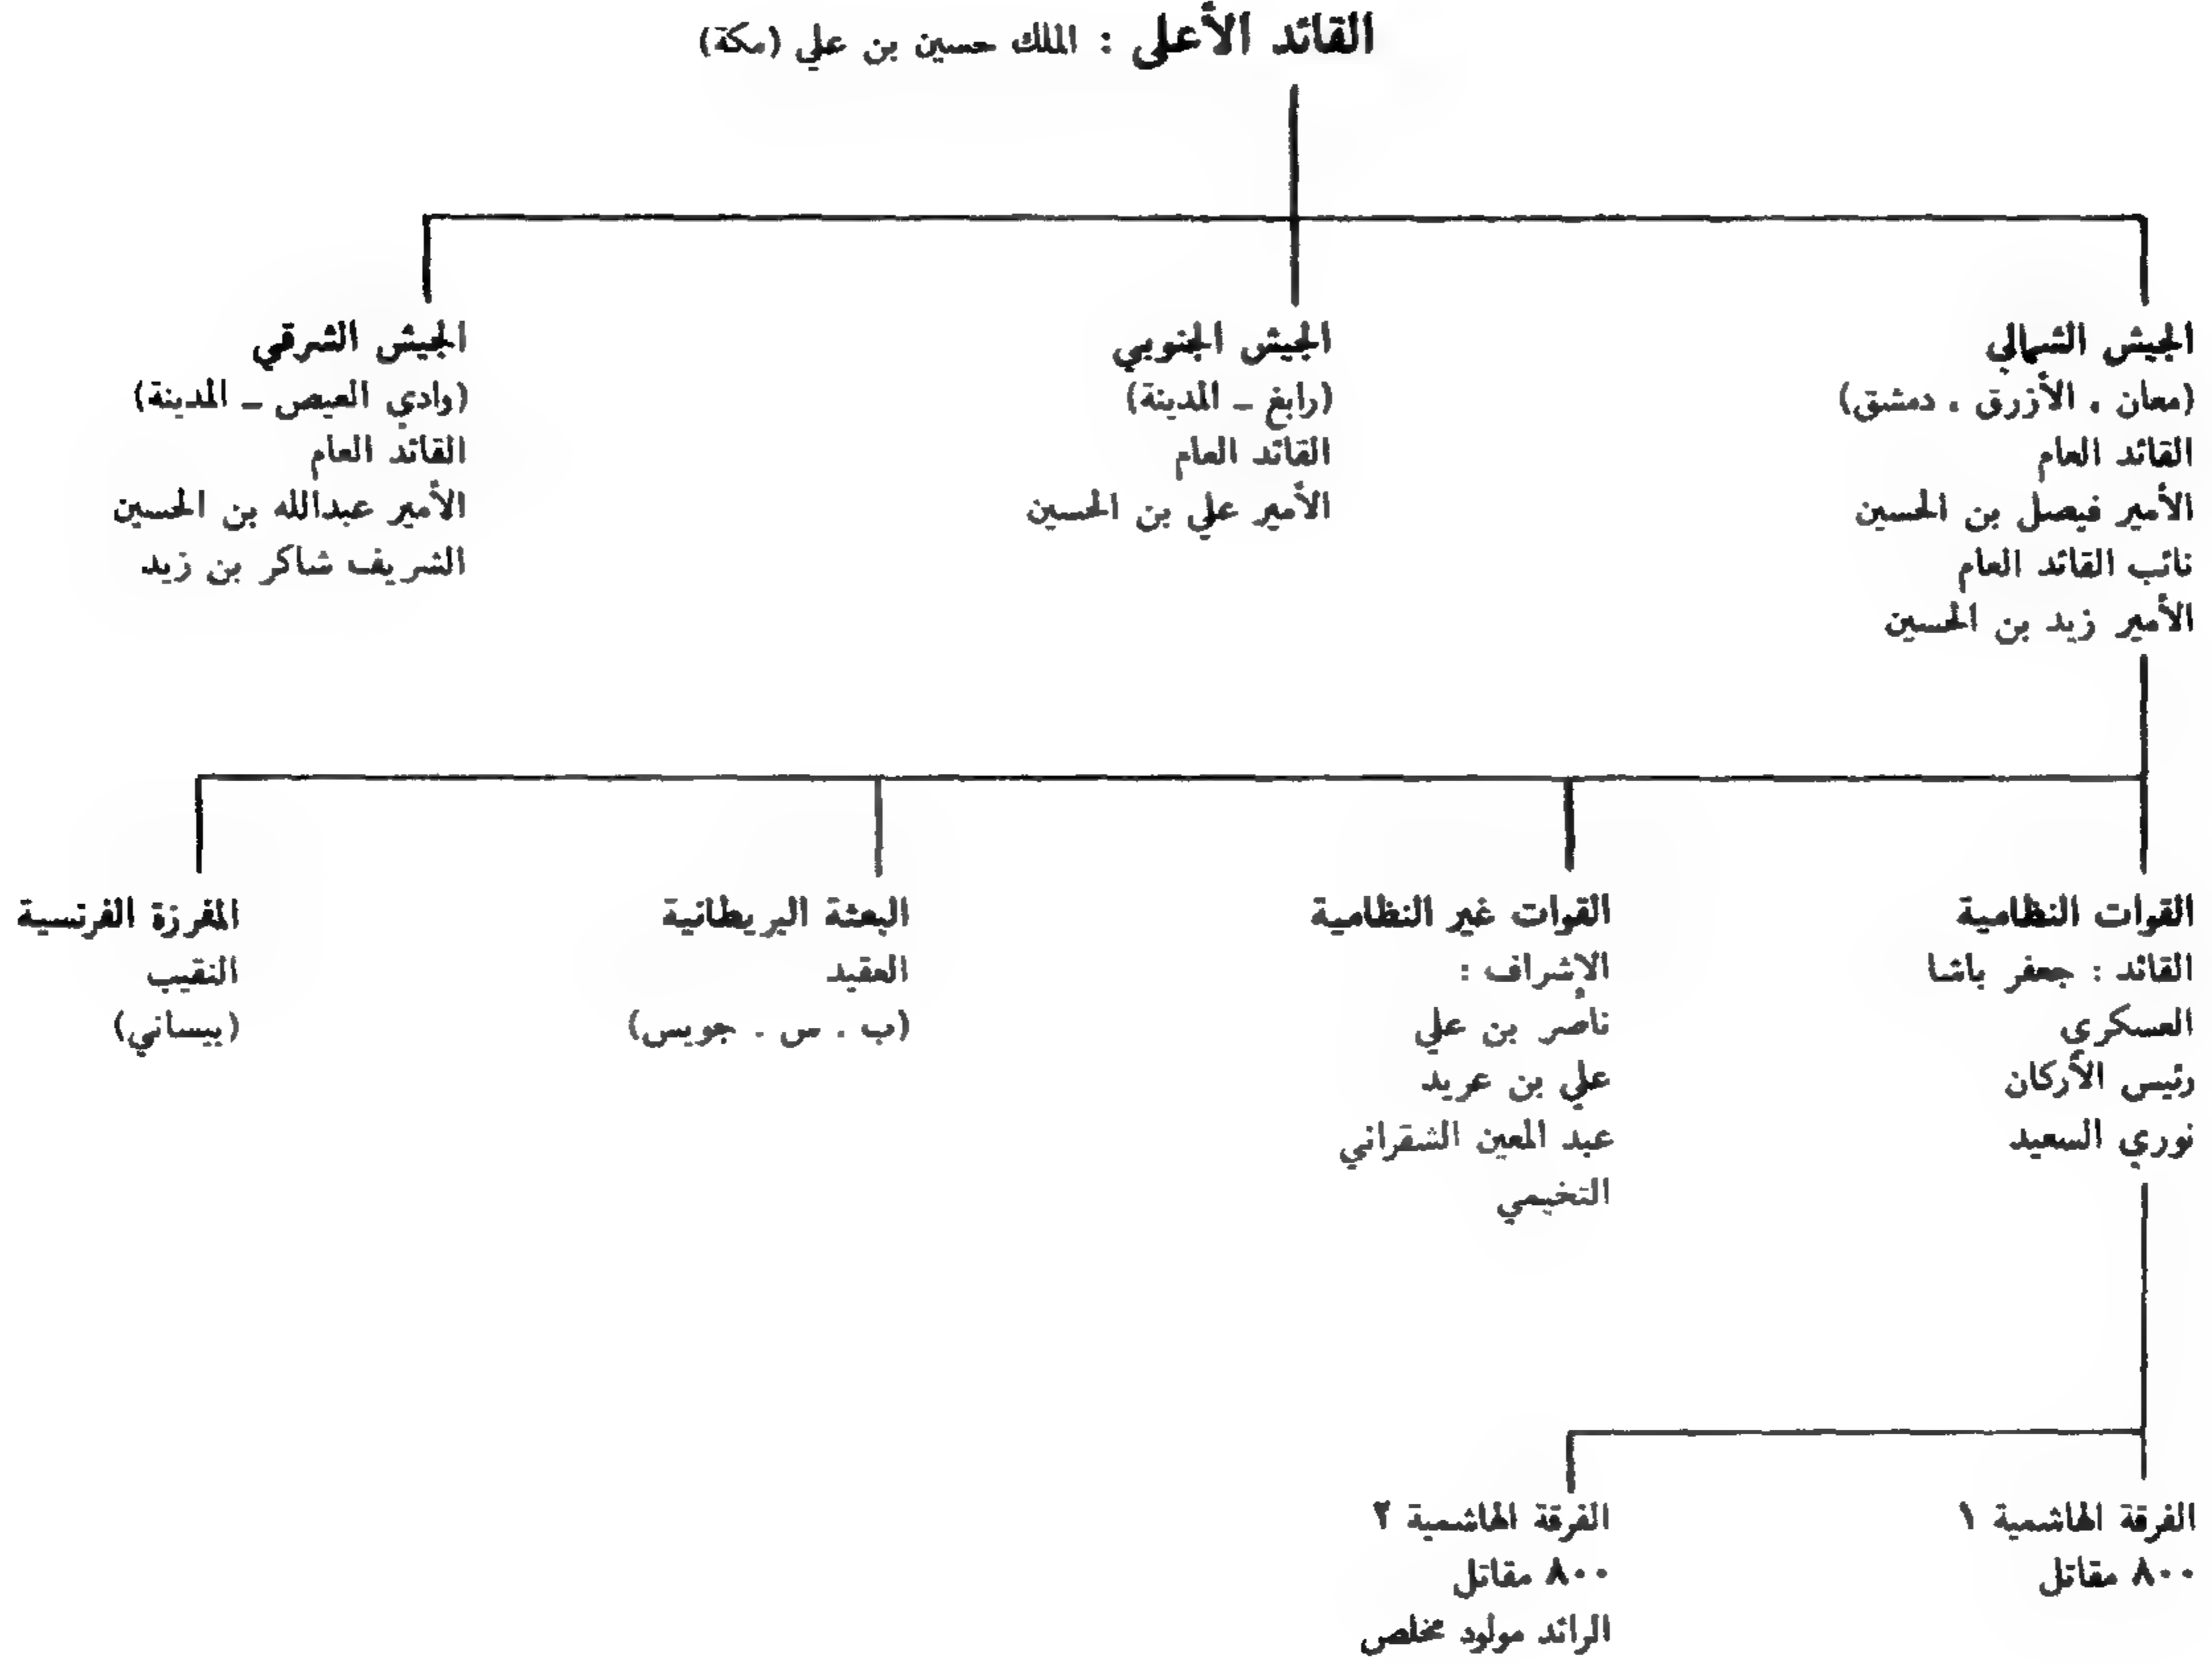 القائد الأعلى : الملك حسين بن علي (مكة)
الجيش الشمالي
(معان . الأزرق . دمشق)
القائد العام
الأمير فيصل بن الحسين
نائب القائد العام
الأمير زيد بن الحسين
الجيش الجنوبي
(رابغ – المدينة)
القائد العام
الأمير علي بن الحسين
الجيش الشرقي
(وادي العيص – المدينة)
القائد العام
الأمير عبدالله بن الحسين
الشريف شاكر بن زيد
القوات النظامية
القائد : جعفر باشا
العسكري
رئيس الأركان
نوري السعيد
القوات غير النظامية
الإشراف :
ناصر بن علي
علي بن عريد
عبد المعين الشقراني
التخيمي
البعثة البريطانية
العقيد
(ب . س . جويس)
المفرزة الفرنسية
النقيب
(بيساني)
الفرقة الهاشمية ١
٨٠٠ مقاتل
الفرقة الهاشمية ٢
٨٠٠ مقاتل
الرائد مولود مخلص